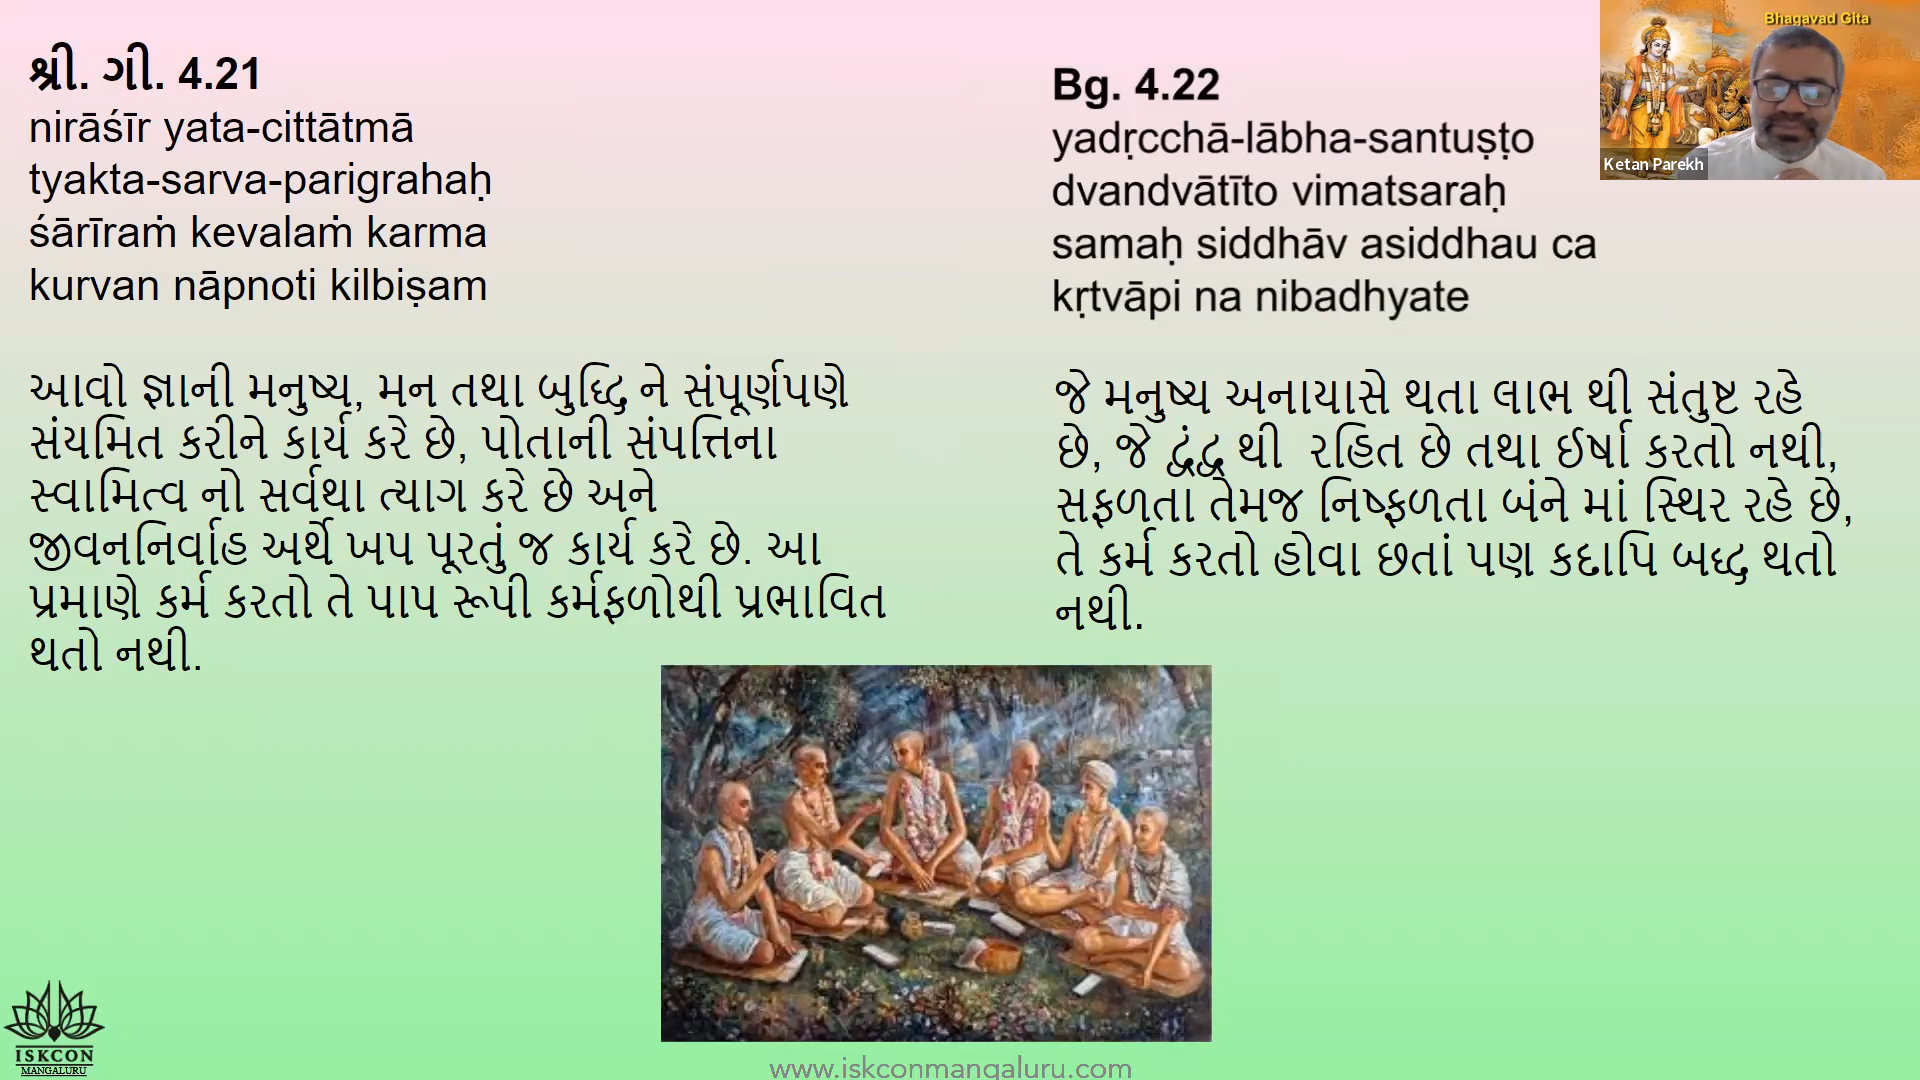 શ્રી. ગી. 4.21
nirāśīr yata-cittātmā
tyakta-sarva-parigrahaḥ
śārīraṁ kevalaṁ karma
kurvan nāpnoti kilbiṣam
આવો જ્ઞાની મનુષ્ય, મન તથા બુધ્ધિ ને સંપૂર્ણપણે
સંયમિત કરીને કાર્ય કરે છે, પોતાની સંપત્તિના
સ્વામિત્વ નો સર્વથા ત્યાગ કરે છે અને
જીવનનિર્વાહ અર્થે ખપ પૂરતું જ કાર્ય કરે છે. આ
પ્રમાણે કર્મ કરતો તે પાપ રૂપી કર્મફળોથી પ્રભાવિત
થતો નથી.
Bg. 4.22
yadṛcchā-lābha-santuṣṭo
dvandvātīto vimatsaraḥ
samaḥ siddhāv asiddhau ca
kṛtvāpi na nibadhyate
જે મનુષ્ય અનાયાસે થતા લાભ થી સંતુષ્ટ રહે
છે, જે દ્વંદ્વ થી રહિત છે તથા ઈર્ષા કરતો નથી,
સફળતા તેમજ નિષ્ફળતા બંને માં સ્થિર રહે છે,
તે કર્મ કરતો હોવા છતાં પણ કદાપિ બધ્ધ થતો
નથી.
Bhagavad Gita
Ketan Parekh
ISKCON
MANGALURU
www.iskconmangaluru.com